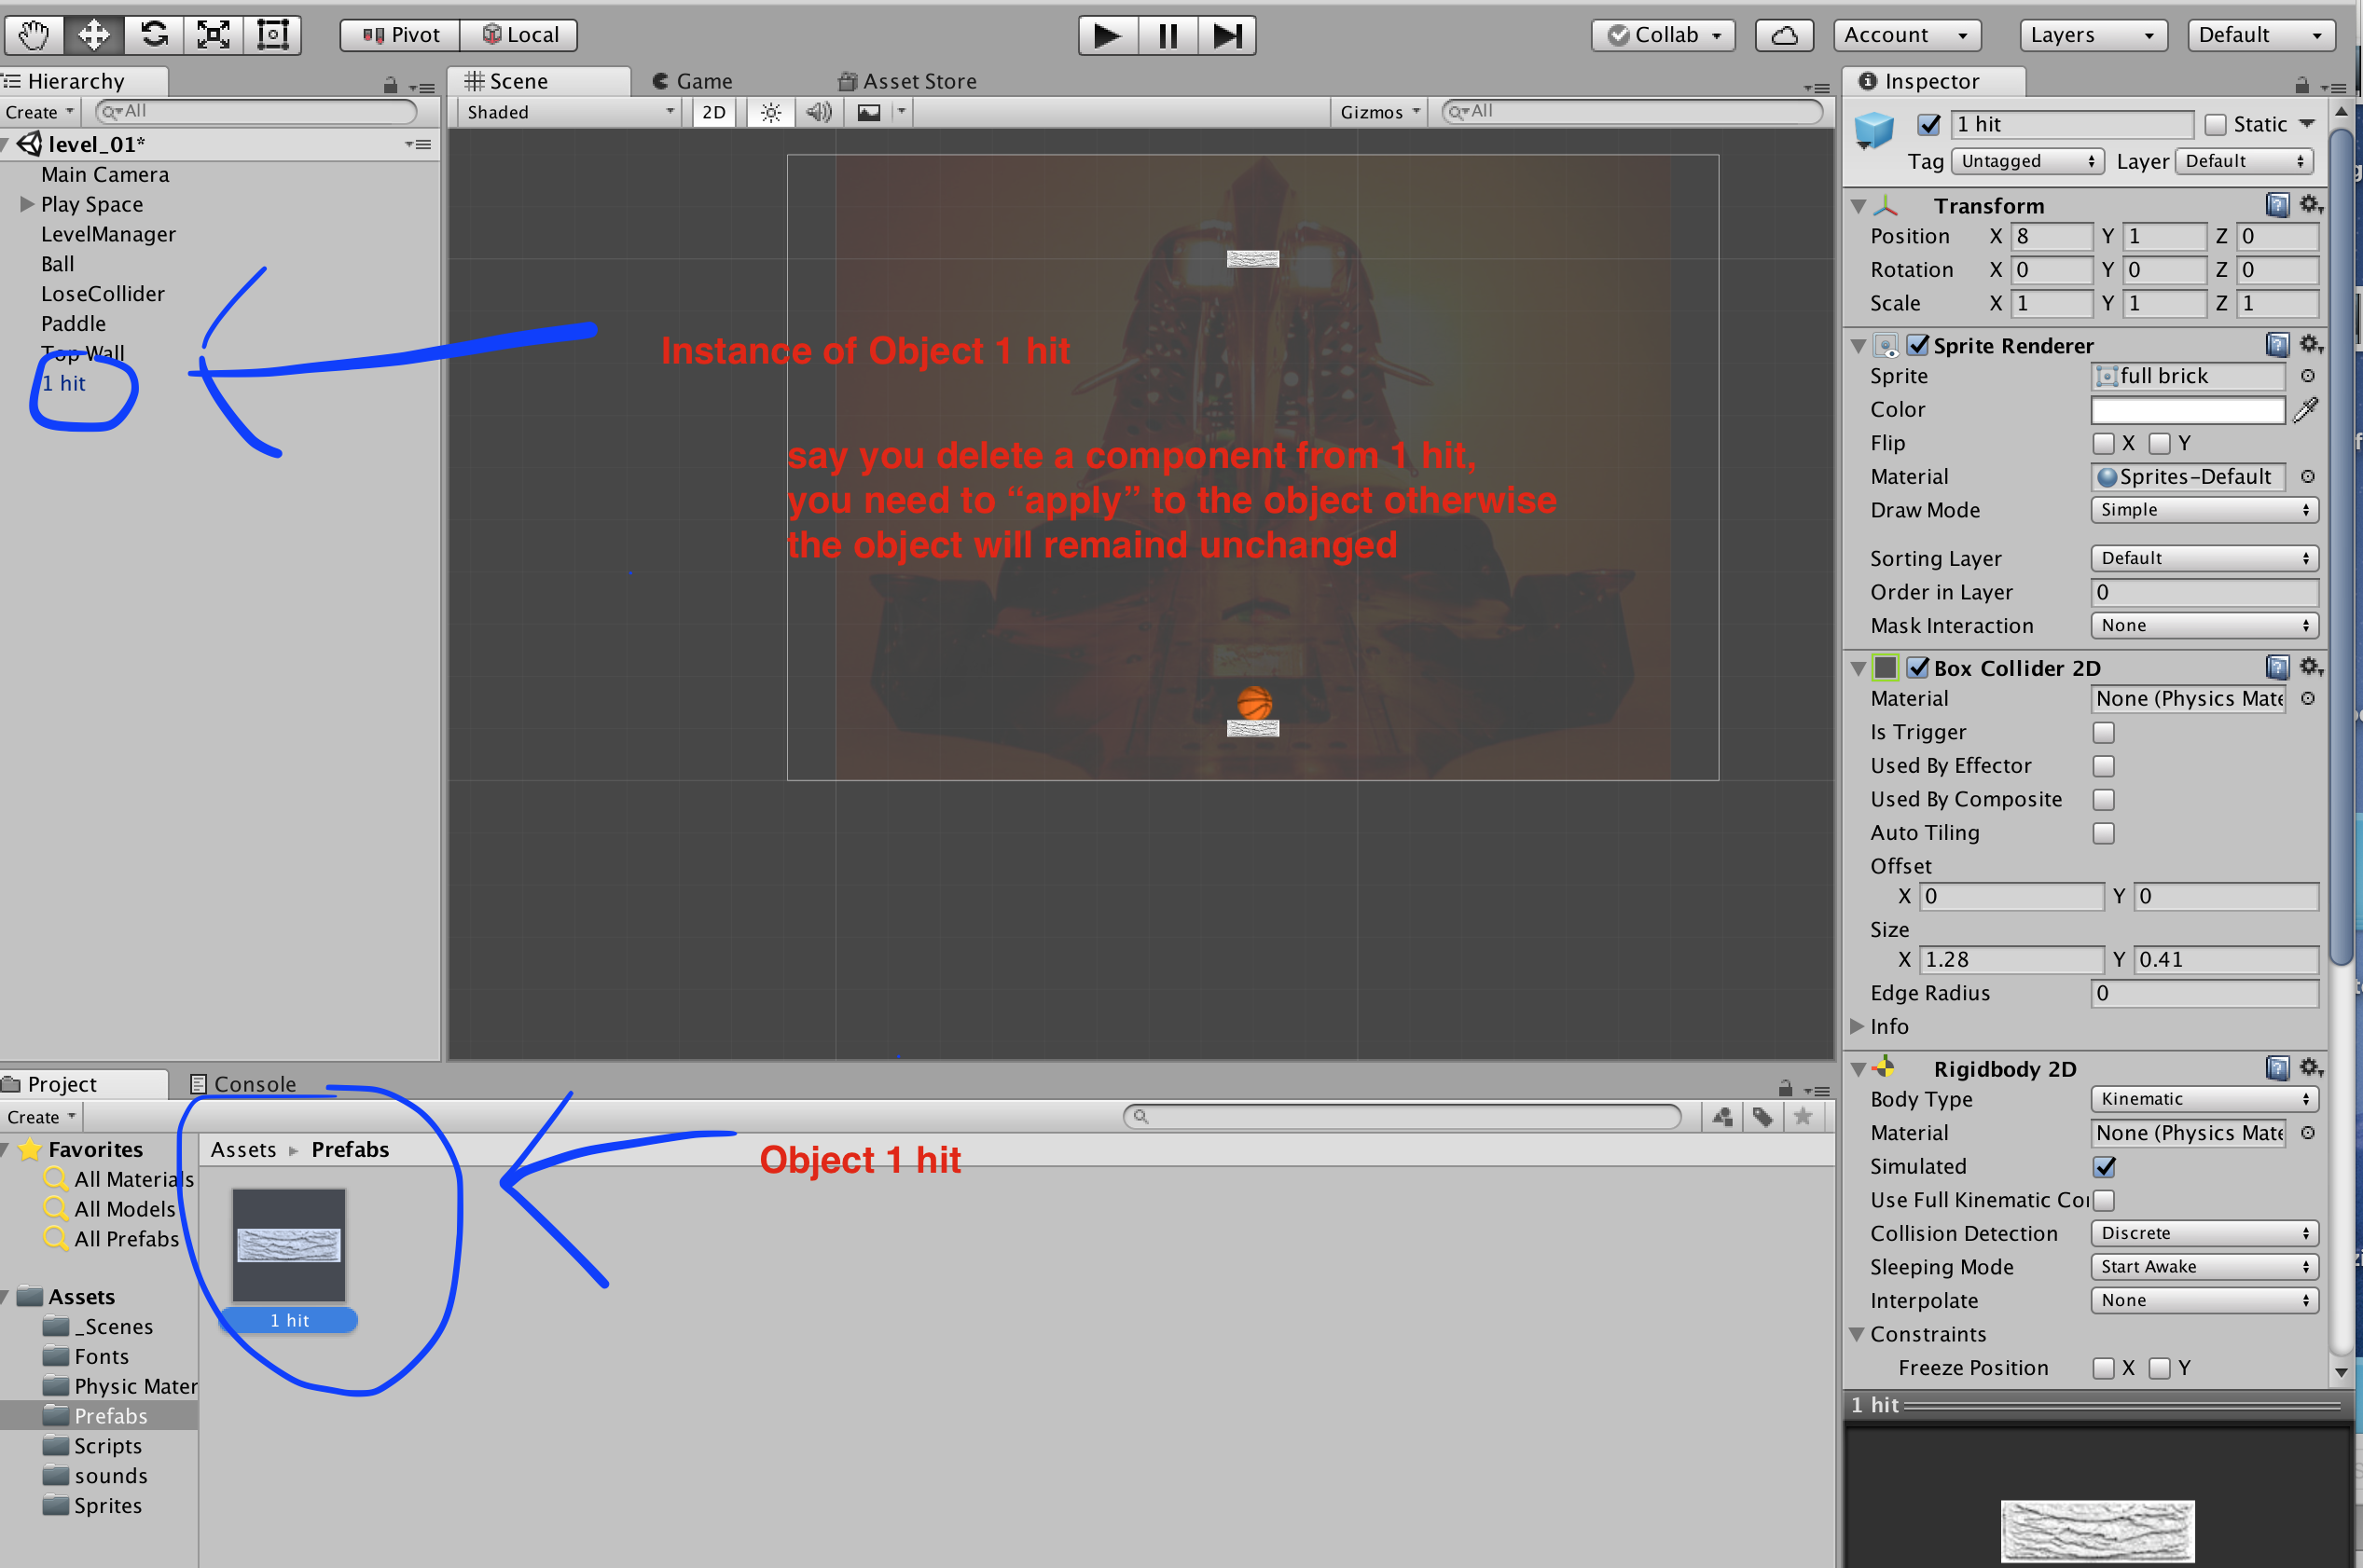 Pivot Local Collab Account Layers Default
Hierarchy
Create All
level_01*
Main Camera
Play Space
LevelManager
Ball
LoseCollider
Paddle
Top Wall
1 hit
Scene Game Asset Store
Shaded 2D Gizmos All
Instance of Object 1 hit
say you delete a component from 1 hit,
you need to “apply” to the object otherwise
the object will remaind unchanged
Project Console
Create
Favorites
All Materials
All Models
All Prefabs
Assets
_Scenes
Fonts
Physic Mater
Prefabs
Scripts
sounds
Sprites
Assets Prefabs
1 hit
Object 1 hit
Inspector
1 hit Static
Tag Untagged Layer Default
Transform
Position X 8 Y 1 Z 0
Rotation X 0 Y 0 Z 0
Scale X 1 Y 1 Z 1
Sprite Renderer
Sprite full brick
Color
Flip X Y
Material Sprites-Default
Draw Mode Simple
Sorting Layer Default
Order in Layer 0
Mask Interaction None
Box Collider 2D
Material None (Physics Mate
Is Trigger
Used By Effector
Used By Composite
Auto Tiling
Offset
X 0 Y 0
Size
X 1.28 Y 0.41
Edge Radius 0
Info
Rigidbody 2D
Body Type Kinematic
Material None (Physics Mate
Simulated
Use Full Kinematic Co
Collision Detection Discrete
Sleeping Mode Start Awake
Interpolate None
Constraints
Freeze Position X Y
1 hit